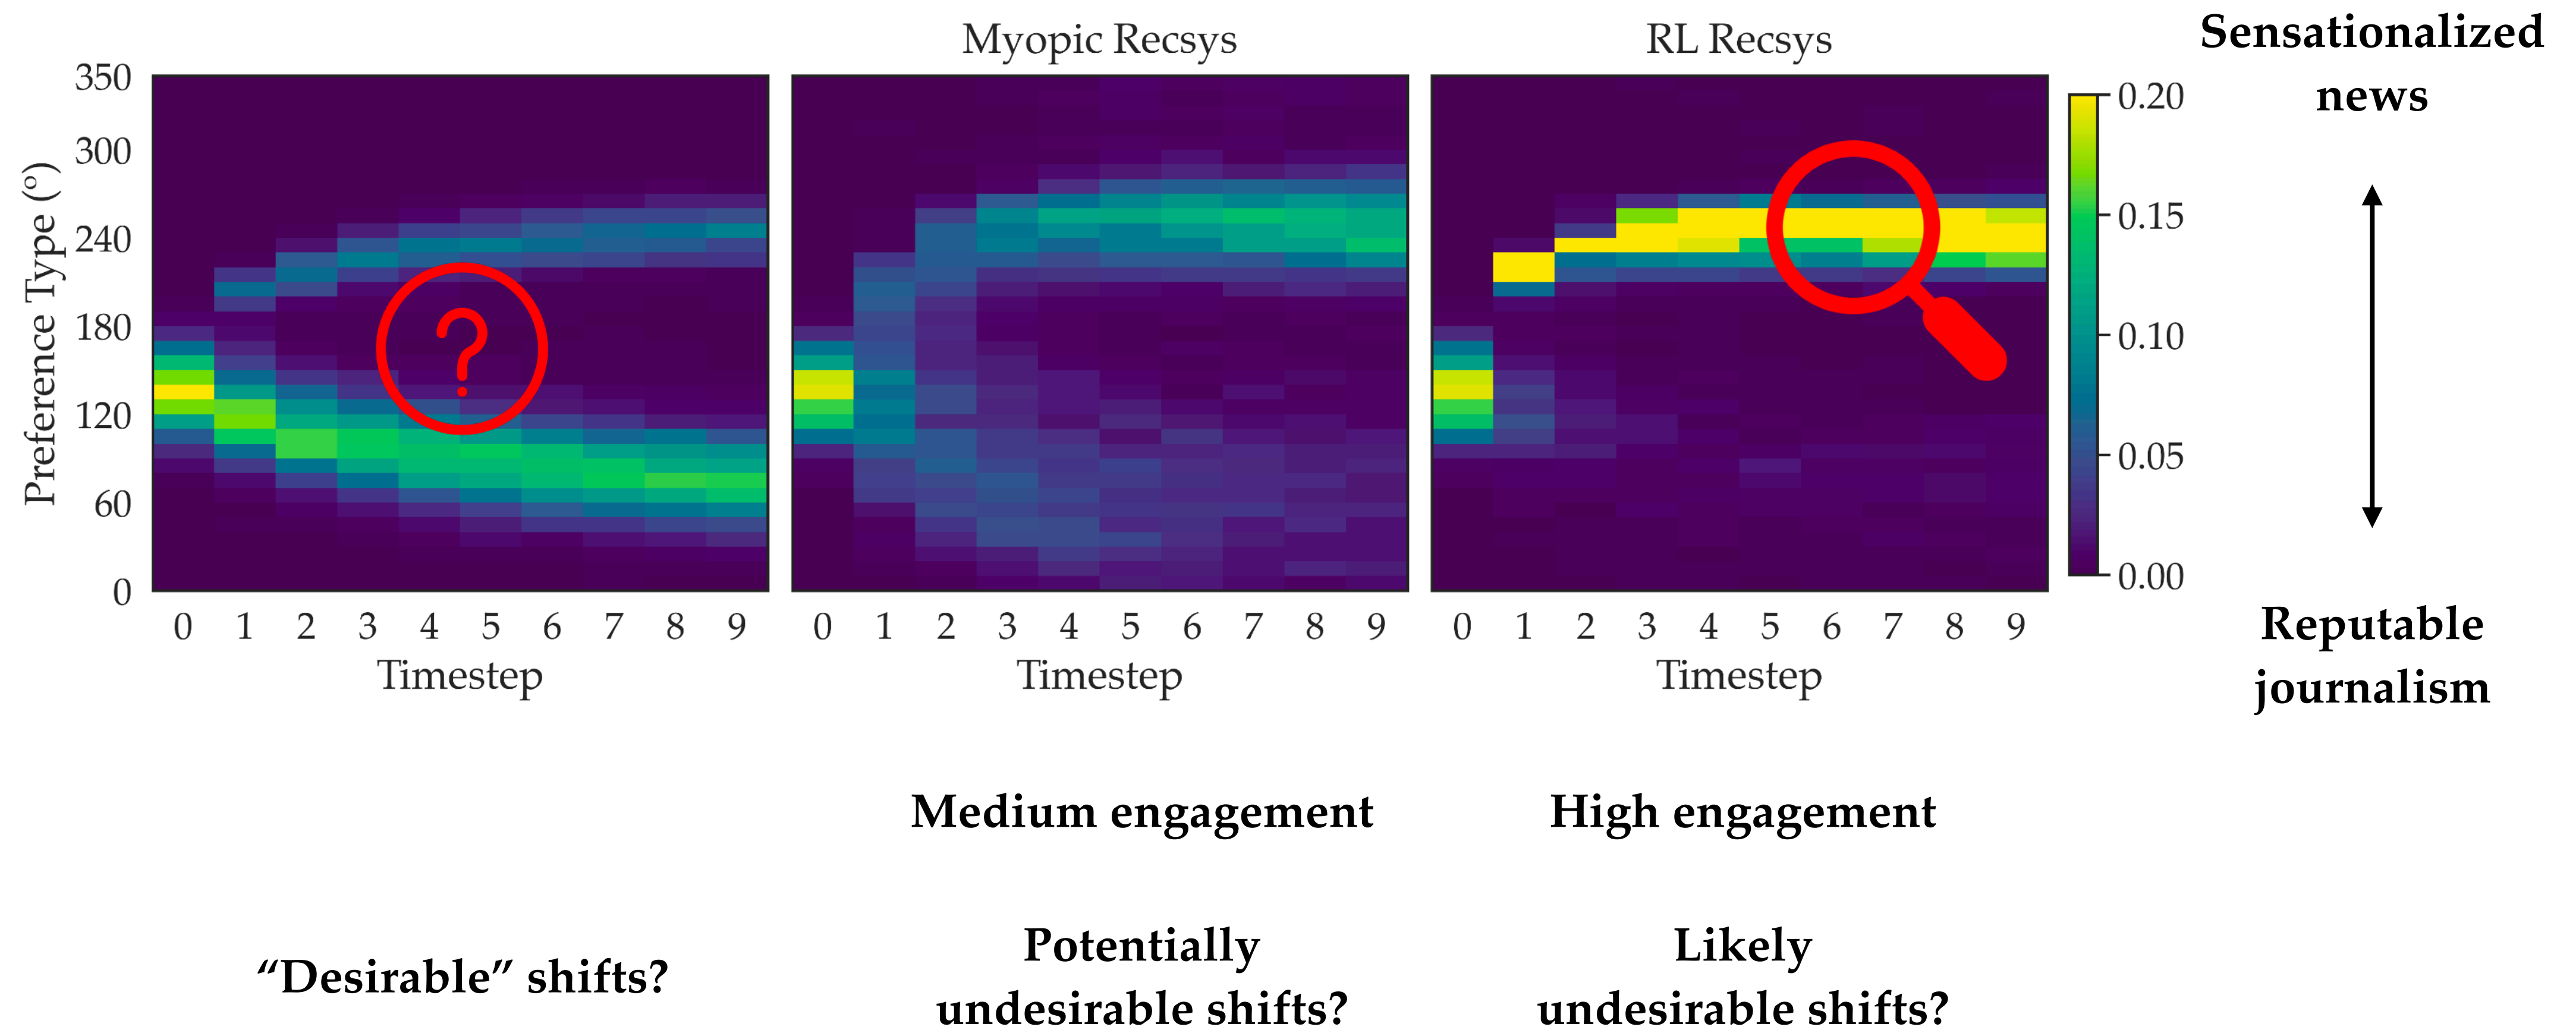 Myopic Recsys
RL Recsys
Sensationalized
news
Preference Type (º)
350
300
240
180
120
60
0
?
0.20
0.15
0.10
0.05
0.00
0 1 2 3 4 5 6 7 8 9
0 1 2 3 4 5 6 7 8 9
0 1 2 3 4 5 6 7 8 9
Timestep
Timestep
Timestep
Reputable
journalism
Medium engagement
High engagement
“Desirable” shifts?
Potentially
undesirable shifts?
Likely
undesirable shifts?